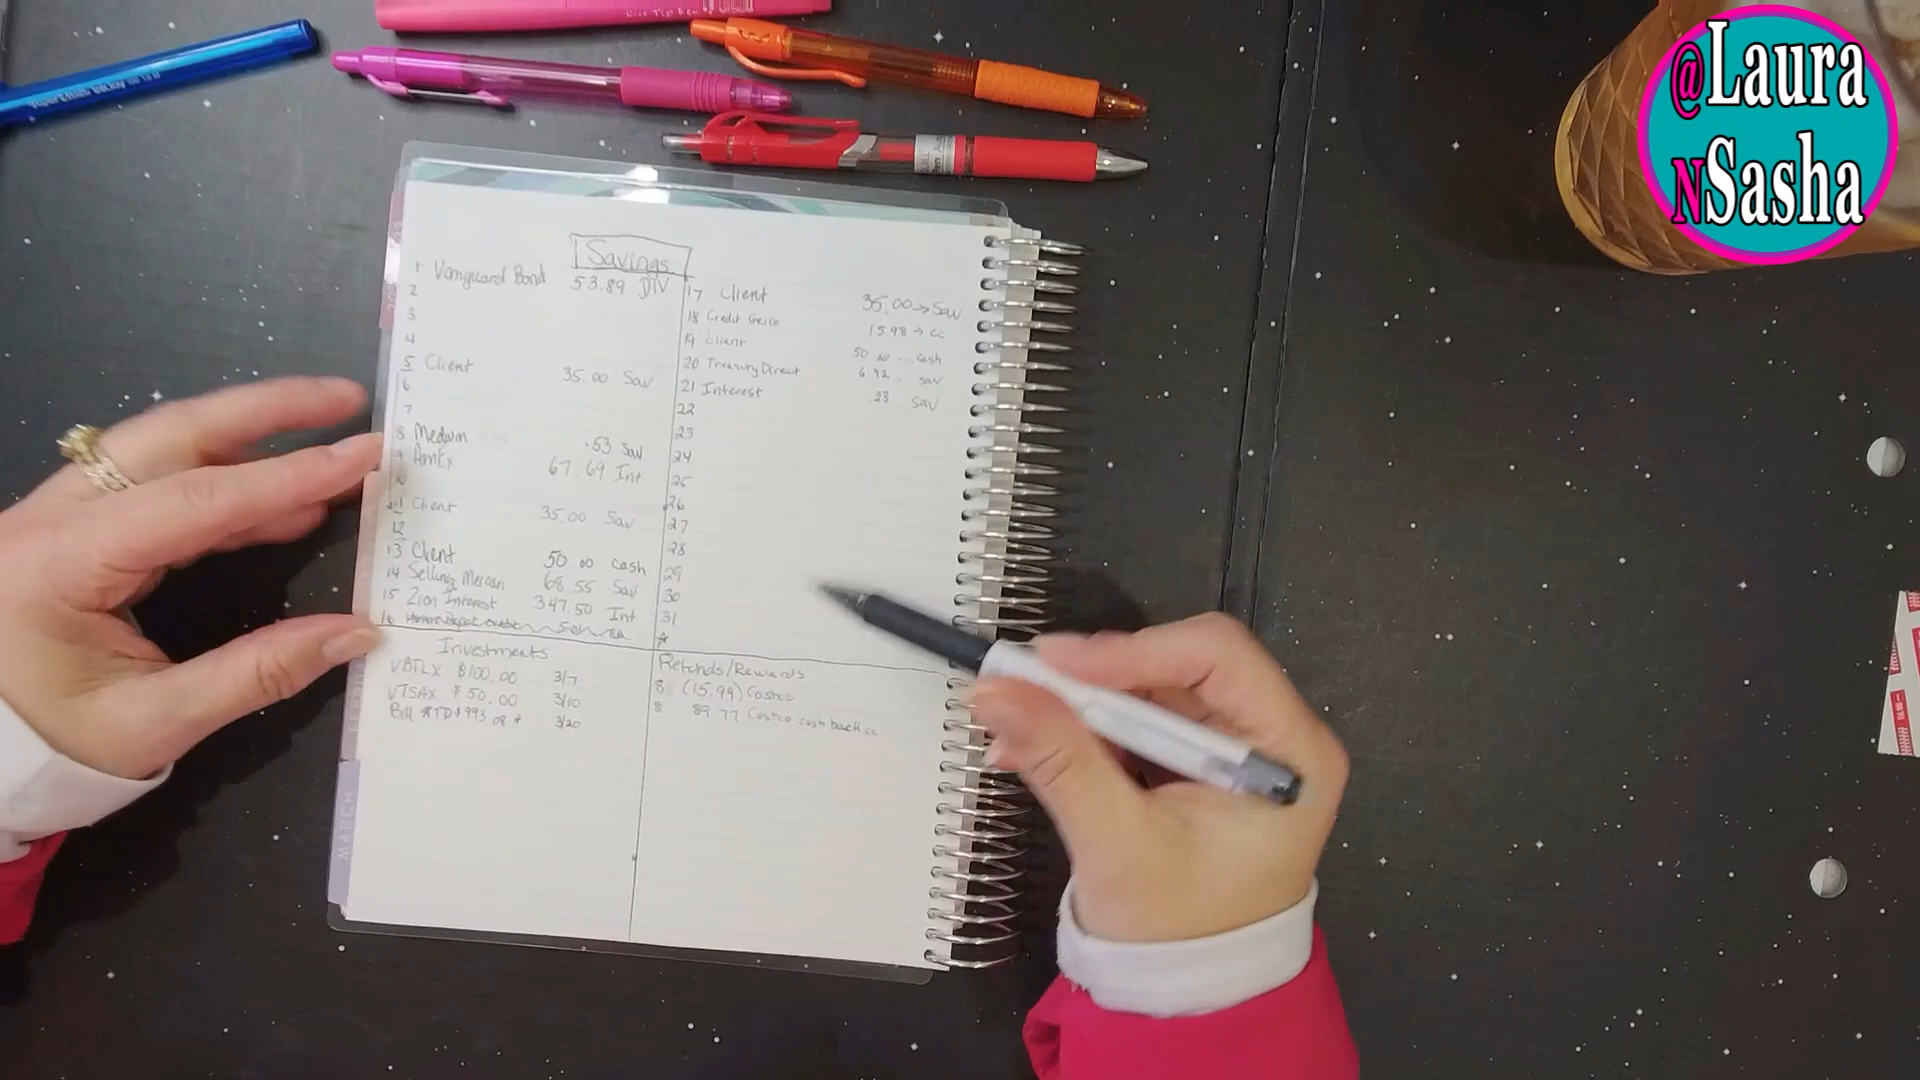 @Laura
NSasha
Savings
1 Vanguard Bond 53.89 DIV
2
3
4
5 Client 35.00 Sav
6
7
8 Medium .53 Sav
9 AmEx 67.69 Int
10
11 Client 35.00 Sav
12
13 Client 50 00 cash
14 Selling Mercari 68.55 Sav
15 Zion Interest 347.50 Int
16
17 Client 35.00 → Sav
18 Credit Geico 15.98 → CC
19 Client 50 00 cash
20 Treasury Direct 6.92 Sav
21 Interest .23 Sav
22
23
24
25
26
27
28
29
30
31
Investments
VBTLX $100.00 3/7
VTSAX $50.00 3/10
Bill TD $993 08 3/20
Refunds/Rewards
8 (15.99) Costco
8 89.77 Costco cash back cc
MARCH